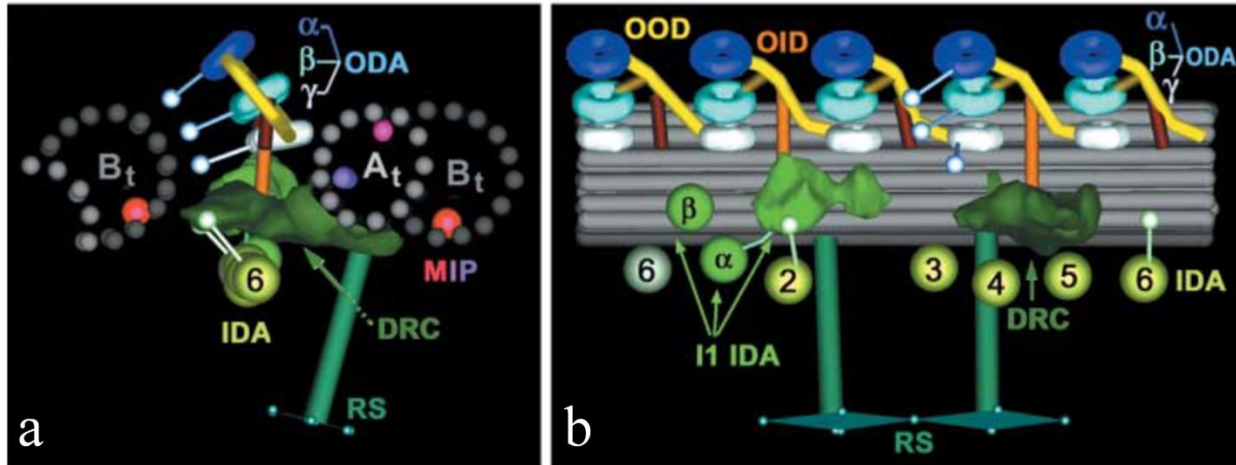 α
β ODA
γ
Bt
At
Bt
6
MIP
IDA
DRC
RS
a
OOD
OID
α
β ODA
γ
β
6
α
2
3
4
5
6
IDA
DRC
I1 IDA
RS
b